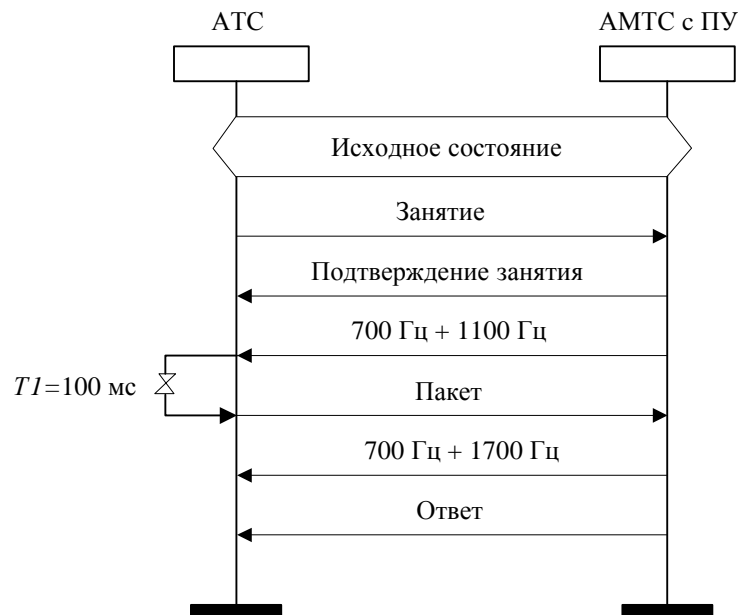 АТС
АМТС с ПУ
Исходное состояние
Занятие
Подтверждение занятия
700 Гц + 1100 Гц
T1=100 мс
Пакет
700 Гц + 1700 Гц
Ответ